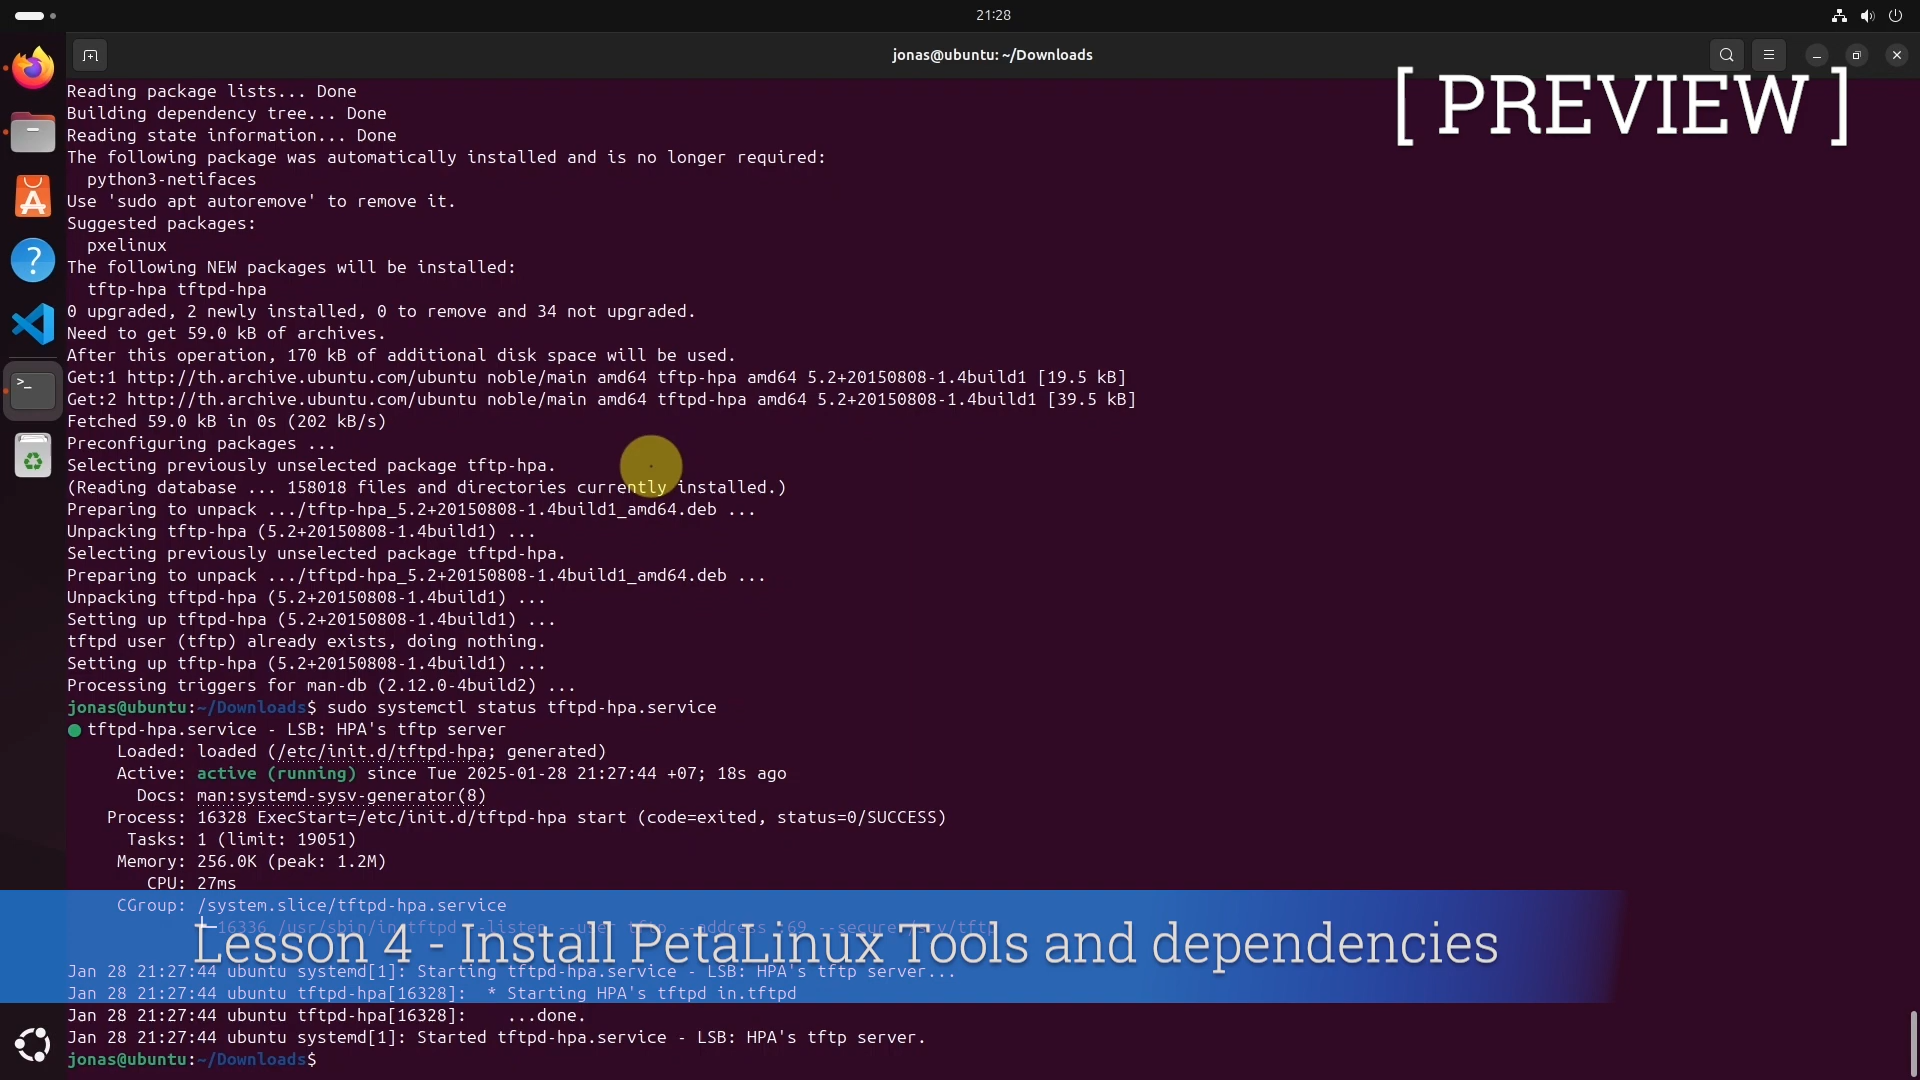 21:28
jonas@ubuntu: ~/Downloads
[ PREVIEW ]
Reading package lists... Done
Building dependency tree... Done
Reading state information... Done
The following package was automatically installed and is no longer required:
  python3-netifaces
Use 'sudo apt autoremove' to remove it.
Suggested packages:
  pxelinux
The following NEW packages will be installed:
  tftp-hpa tftpd-hpa
0 upgraded, 2 newly installed, 0 to remove and 34 not upgraded.
Need to get 59.0 kB of archives.
After this operation, 170 kB of additional disk space will be used.
Get:1 http://th.archive.ubuntu.com/ubuntu noble/main amd64 tftp-hpa amd64 5.2+20150808-1.4build1 [19.5 kB]
Get:2 http://th.archive.ubuntu.com/ubuntu noble/main amd64 tftpd-hpa amd64 5.2+20150808-1.4build1 [39.5 kB]
Fetched 59.0 kB in 0s (202 kB/s)
Preconfiguring packages ...
Selecting previously unselected package tftp-hpa.
(Reading database ... 158018 files and directories currently installed.)
Preparing to unpack .../tftp-hpa_5.2+20150808-1.4build1_amd64.deb ...
Unpacking tftp-hpa (5.2+20150808-1.4build1) ...
Selecting previously unselected package tftpd-hpa.
Preparing to unpack .../tftpd-hpa_5.2+20150808-1.4build1_amd64.deb ...
Unpacking tftpd-hpa (5.2+20150808-1.4build1) ...
Setting up tftpd-hpa (5.2+20150808-1.4build1) ...
tftpd user (tftp) already exists, doing nothing.
Setting up tftp-hpa (5.2+20150808-1.4build1) ...
Processing triggers for man-db (2.12.0-4build2) ...
jonas@ubuntu:~/Downloads$ sudo systemctl status tftpd-hpa.service
● tftpd-hpa.service - LSB: HPA's tftp server
     Loaded: loaded (/etc/init.d/tftpd-hpa; generated)
     Active: active (running) since Tue 2025-01-28 21:27:44 +07; 18s ago
       Docs: man:systemd-sysv-generator(8)
    Process: 16328 ExecStart=/etc/init.d/tftpd-hpa start (code=exited, status=0/SUCCESS)
      Tasks: 1 (limit: 19051)
     Memory: 256.0K (peak: 1.2M)
        CPU: 27ms
     CGroup: /system.slice/tftpd-hpa.service
16336 /usr/sbin/in.tftpd --listen --user tftp --address :69 --secure /srv/tftp
Lesson 4 - Install PetaLinux Tools and dependencies
Jan 28 21:27:44 ubuntu systemd[1]: Starting tftpd-hpa.service - LSB: HPA's tftp server...
Jan 28 21:27:44 ubuntu tftpd-hpa[16328]:  * Starting HPA's tftpd in.tftpd
Jan 28 21:27:44 ubuntu tftpd-hpa[16328]:    ...done.
Jan 28 21:27:44 ubuntu systemd[1]: Started tftpd-hpa.service - LSB: HPA's tftp server.
jonas@ubuntu:~/Downloads$